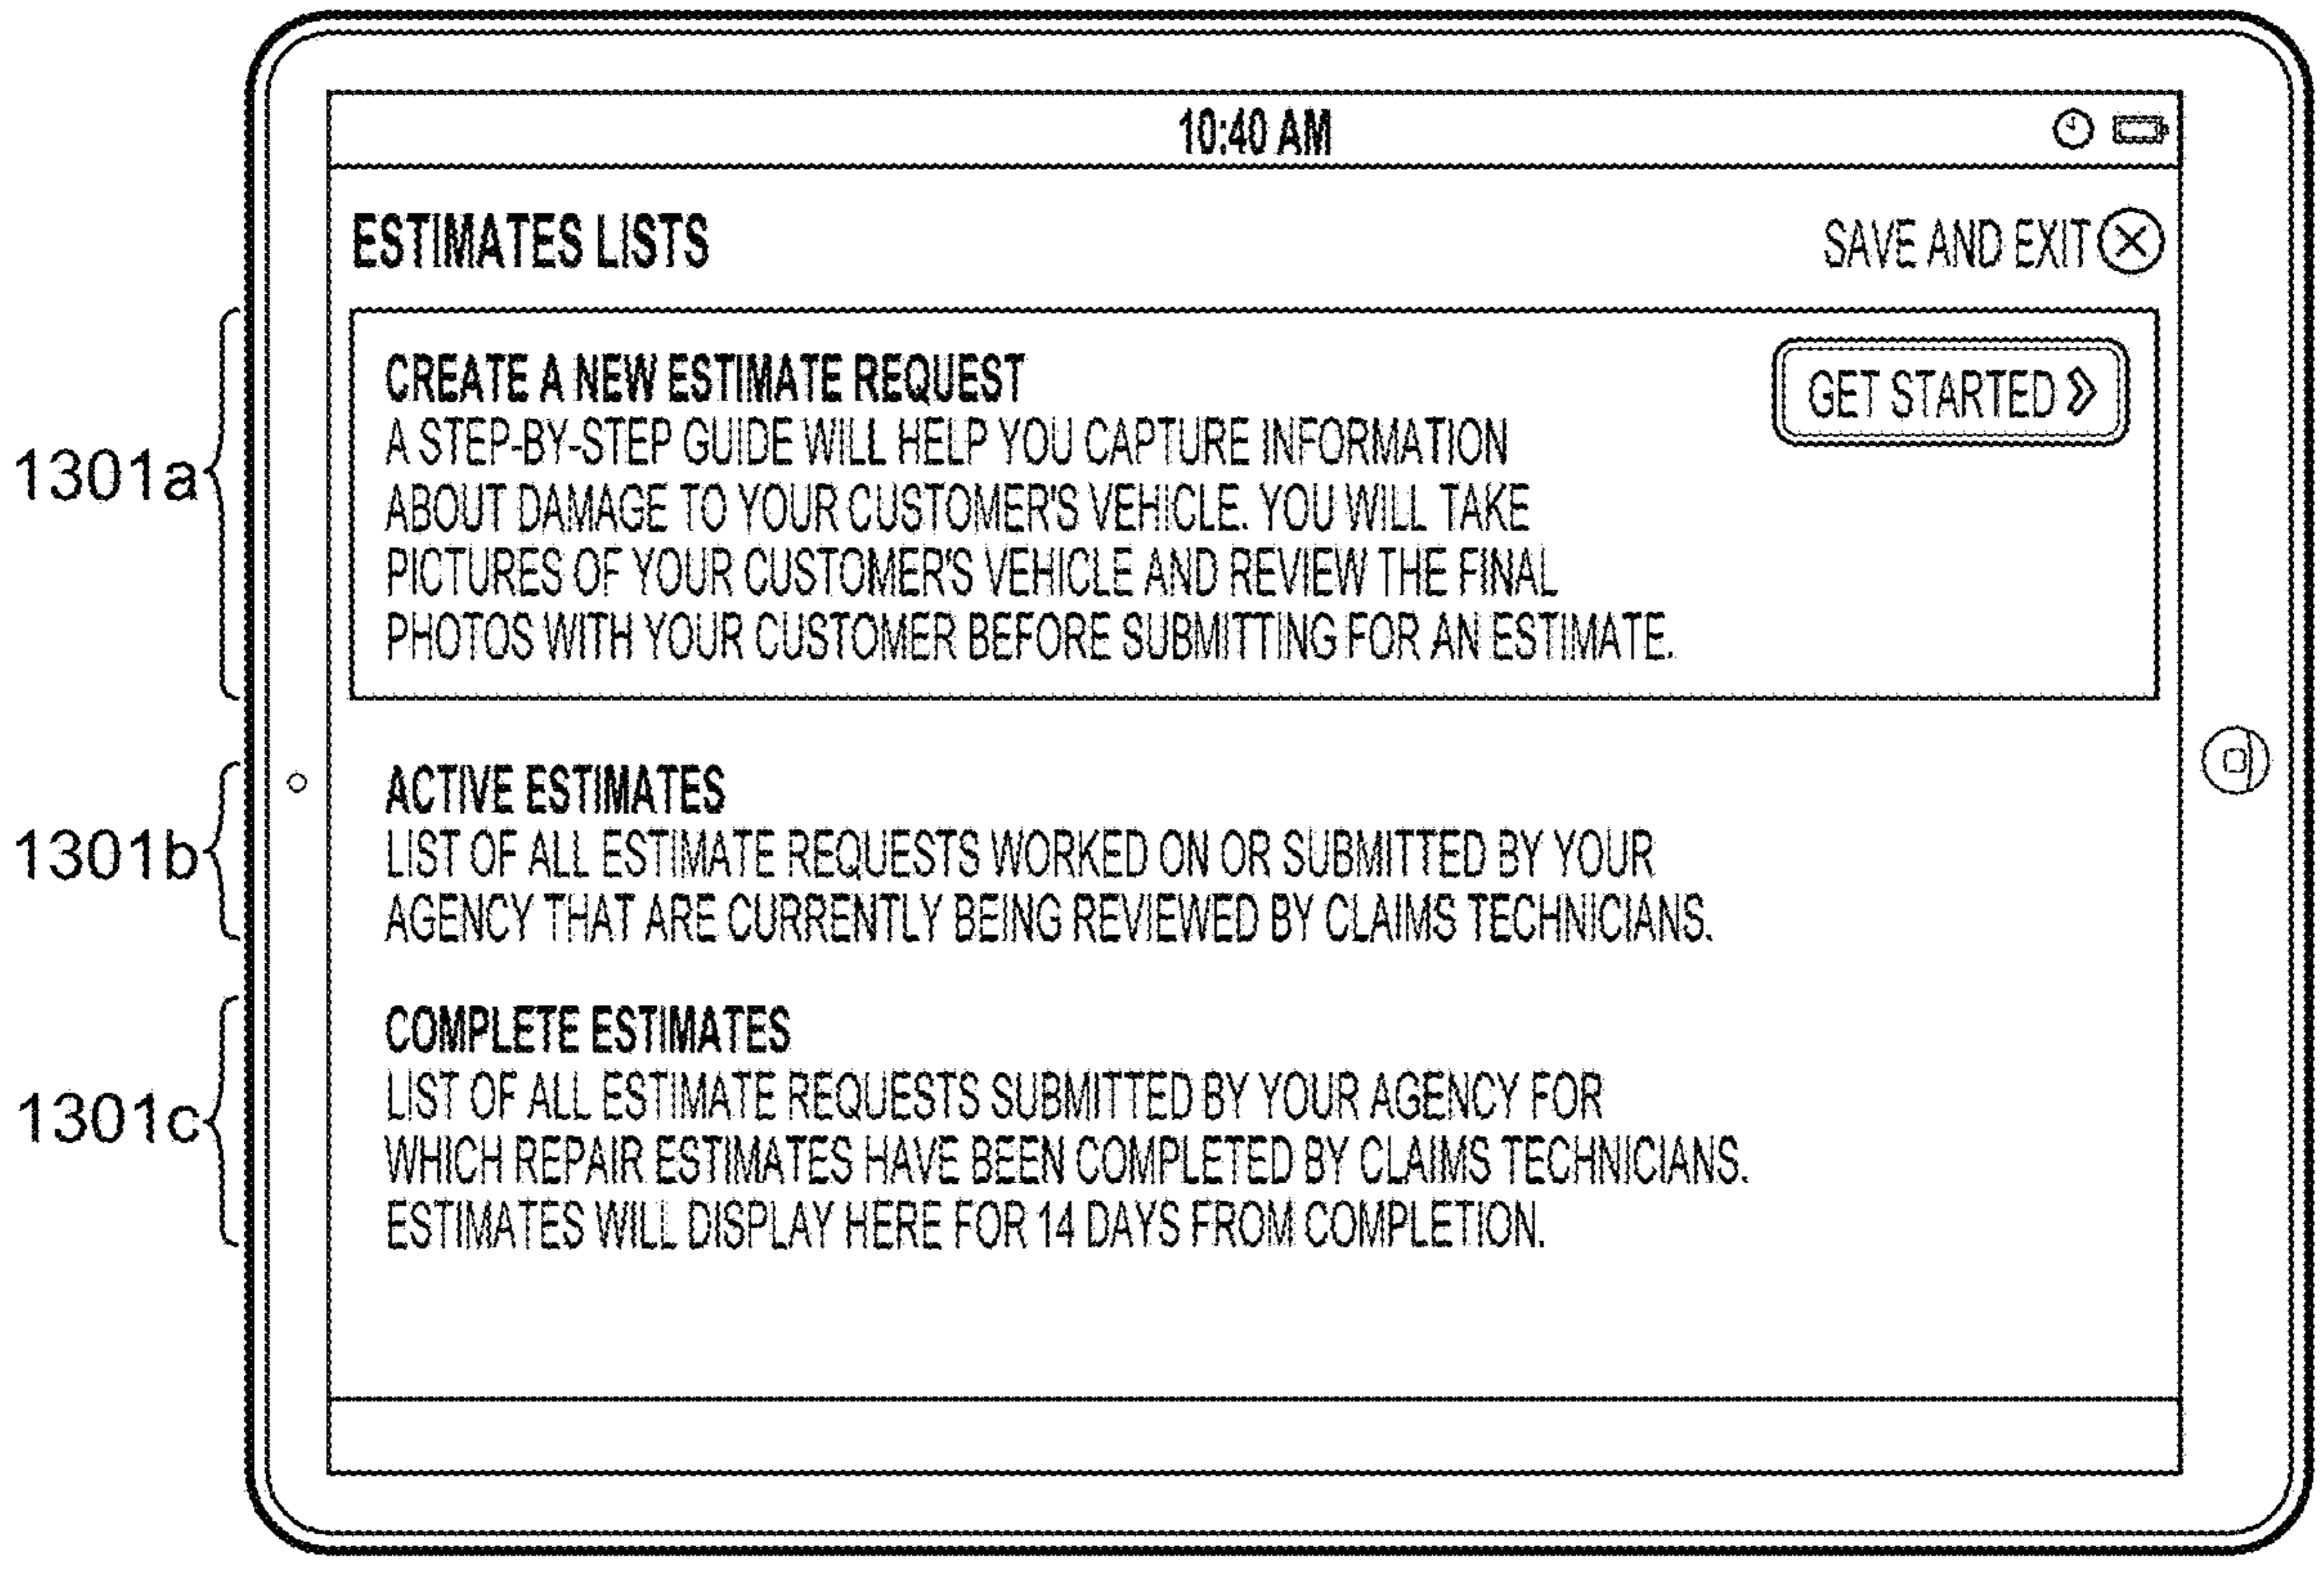 10:40 AM
ESTIMATES LISTS
SAVE AND EXIT
1301a
CREATE A NEW ESTIMATE REQUEST
GET STARTED
A STEP-BY-STEP GUIDE WILL HELP YOU CAPTURE INFORMATION
ABOUT DAMAGE TO YOUR CUSTOMER'S VEHICLE. YOU WILL TAKE
PICTURES OF YOUR CUSTOMER'S VEHICLE AND REVIEW THE FINAL
PHOTOS WITH YOUR CUSTOMER BEFORE SUBMITTING FOR AN ESTIMATE.
1301b
ACTIVE ESTIMATES
LIST OF ALL ESTIMATE REQUESTS WORKED ON OR SUBMITTED BY YOUR
AGENCY THAT ARE CURRENTLY BEING REVIEWED BY CLAIMS TECHNICIANS.
1301c
COMPLETE ESTIMATES
LIST OF ALL ESTIMATE REQUESTS SUBMITTED BY YOUR AGENCY FOR
WHICH REPAIR ESTIMATES HAVE BEEN COMPLETED BY CLAIMS TECHNICIANS.
ESTIMATES WILL DISPLAY HERE FOR 14 DAYS FROM COMPLETION.